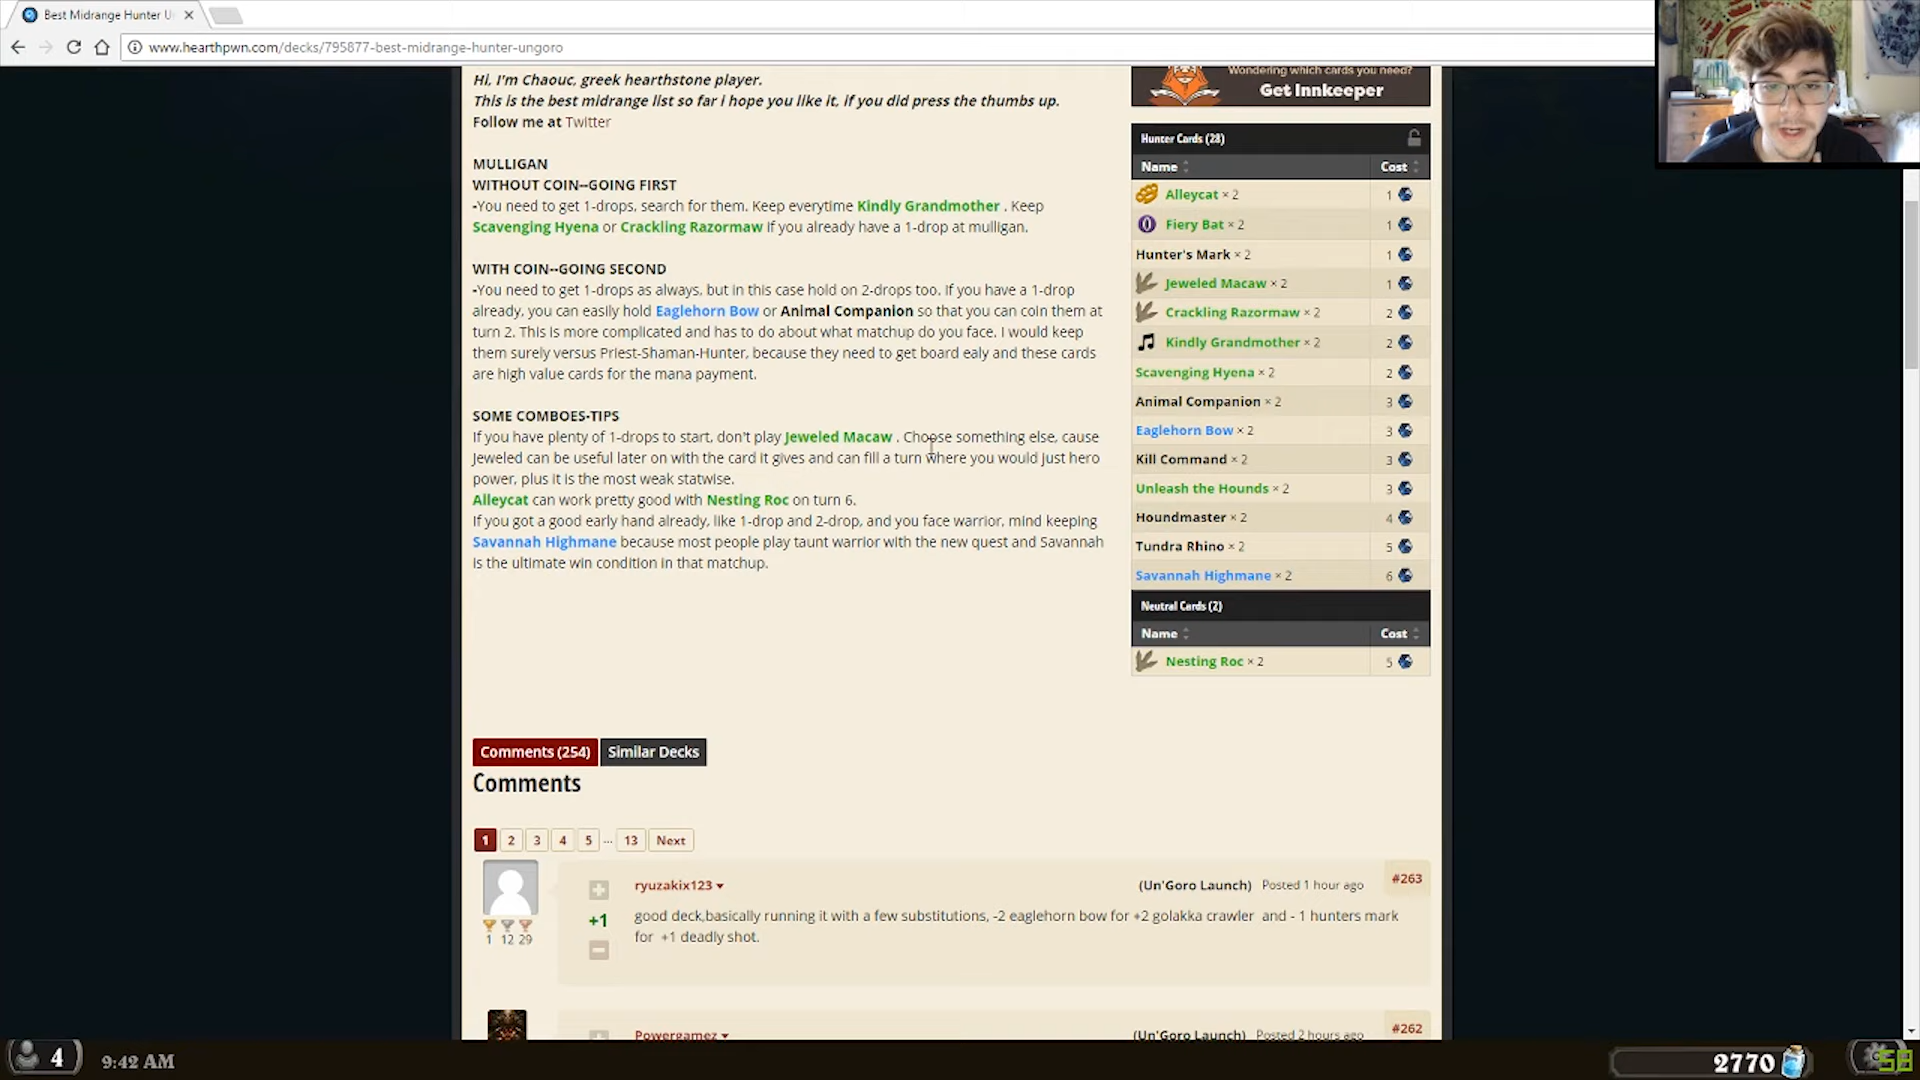 Best Midrange Hunter U
www.hearthpwn.com/decks/795877-best-midrange-hunter-ungoro
Hi, I'm Chaouc, greek hearthstone player.
This is the best midrange list so far i hope you like it, if you did press the thumbs up.
Follow me at Twitter
MULLIGAN
WITHOUT COIN--GOING FIRST
-You need to get 1-drops, search for them. Keep everytime Kindly Grandmother . Keep
Scavenging Hyena or Crackling Razormaw if you already have a 1-drop at mulligan.
WITH COIN--GOING SECOND
-You need to get 1-drops as always, but in this case hold on 2-drops too. If you have a 1-drop
already, you can easily hold Eaglehorn Bow or Animal Companion so that you can coin them at
turn 2. This is more complicated and has to do about what matchup do you face. I would keep
them surely versus Priest-Shaman-Hunter, because they need to get board ealy and these cards
are high value cards for the mana payment.
SOME COMBOES-TIPS
If you have plenty of 1-drops to start, don't play Jeweled Macaw . Choose something else, cause
Jeweled can be useful later on with the card it gives and can fill a turn where you would just hero
power, plus it is the most weak statwise.
Alleycat can work pretty good with Nesting Roc on turn 6.
If you got a good early hand already, like 1-drop and 2-drop, and you face warrior, mind keeping
Savannah Highmane because most people play taunt warrior with the new quest and Savannah
is the ultimate win condition in that matchup.
Wondering which cards you need?
Get Innkeeper
Hunter Cards (28)
Name Cost
Alleycat × 2 1
Fiery Bat × 2 1
Hunter's Mark × 2 1
Jeweled Macaw × 2 1
Crackling Razormaw × 2 2
Kindly Grandmother × 2 2
Scavenging Hyena × 2 2
Animal Companion × 2 3
Eaglehorn Bow × 2 3
Kill Command × 2 3
Unleash the Hounds × 2 3
Houndmaster × 2 4
Tundra Rhino × 2 5
Savannah Highmane × 2 6
Neutral Cards (2)
Name Cost
Nesting Roc × 2 5
Comments (254) Similar Decks
Comments
1 2 3 4 5 ... 13 Next
ryuzakix123 (Un'Goro Launch) Posted 1 hour ago #263
+1 good deck,basically running it with a few substitutions, -2 eaglehorn bow for +2 golakka crawler and - 1 hunters mark
for +1 deadly shot.
1 12 29
Powergamez (Un'Goro Launch) Posted 2 hours ago #262
4 9:42 AM 2770 58